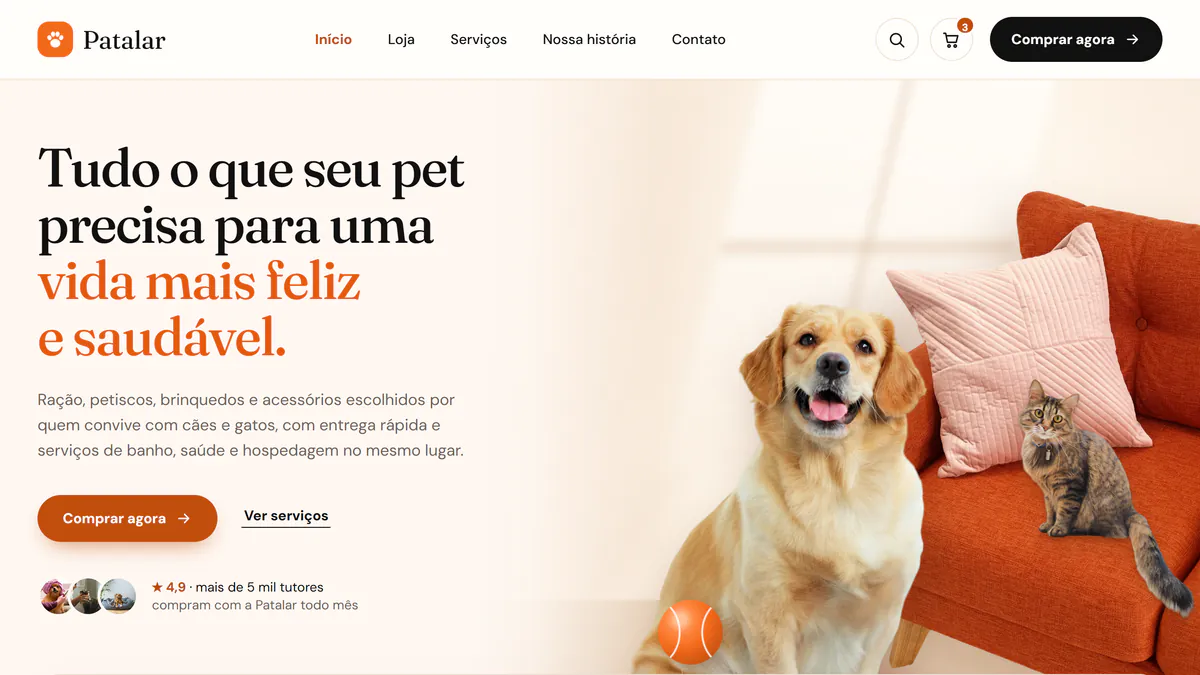 Patalar
Início
Loja
Serviços
Nossa história
Contato
3
Comprar agora →
Tudo o que seu pet
precisa para uma
vida mais feliz
e saudável.
Ração, petiscos, brinquedos e acessórios escolhidos por
quem convive com cães e gatos, com entrega rápida e
serviços de banho, saúde e hospedagem no mesmo lugar.
Comprar agora →
Ver serviços
★ 4,9 · mais de 5 mil tutores
compram com a Patalar todo mês